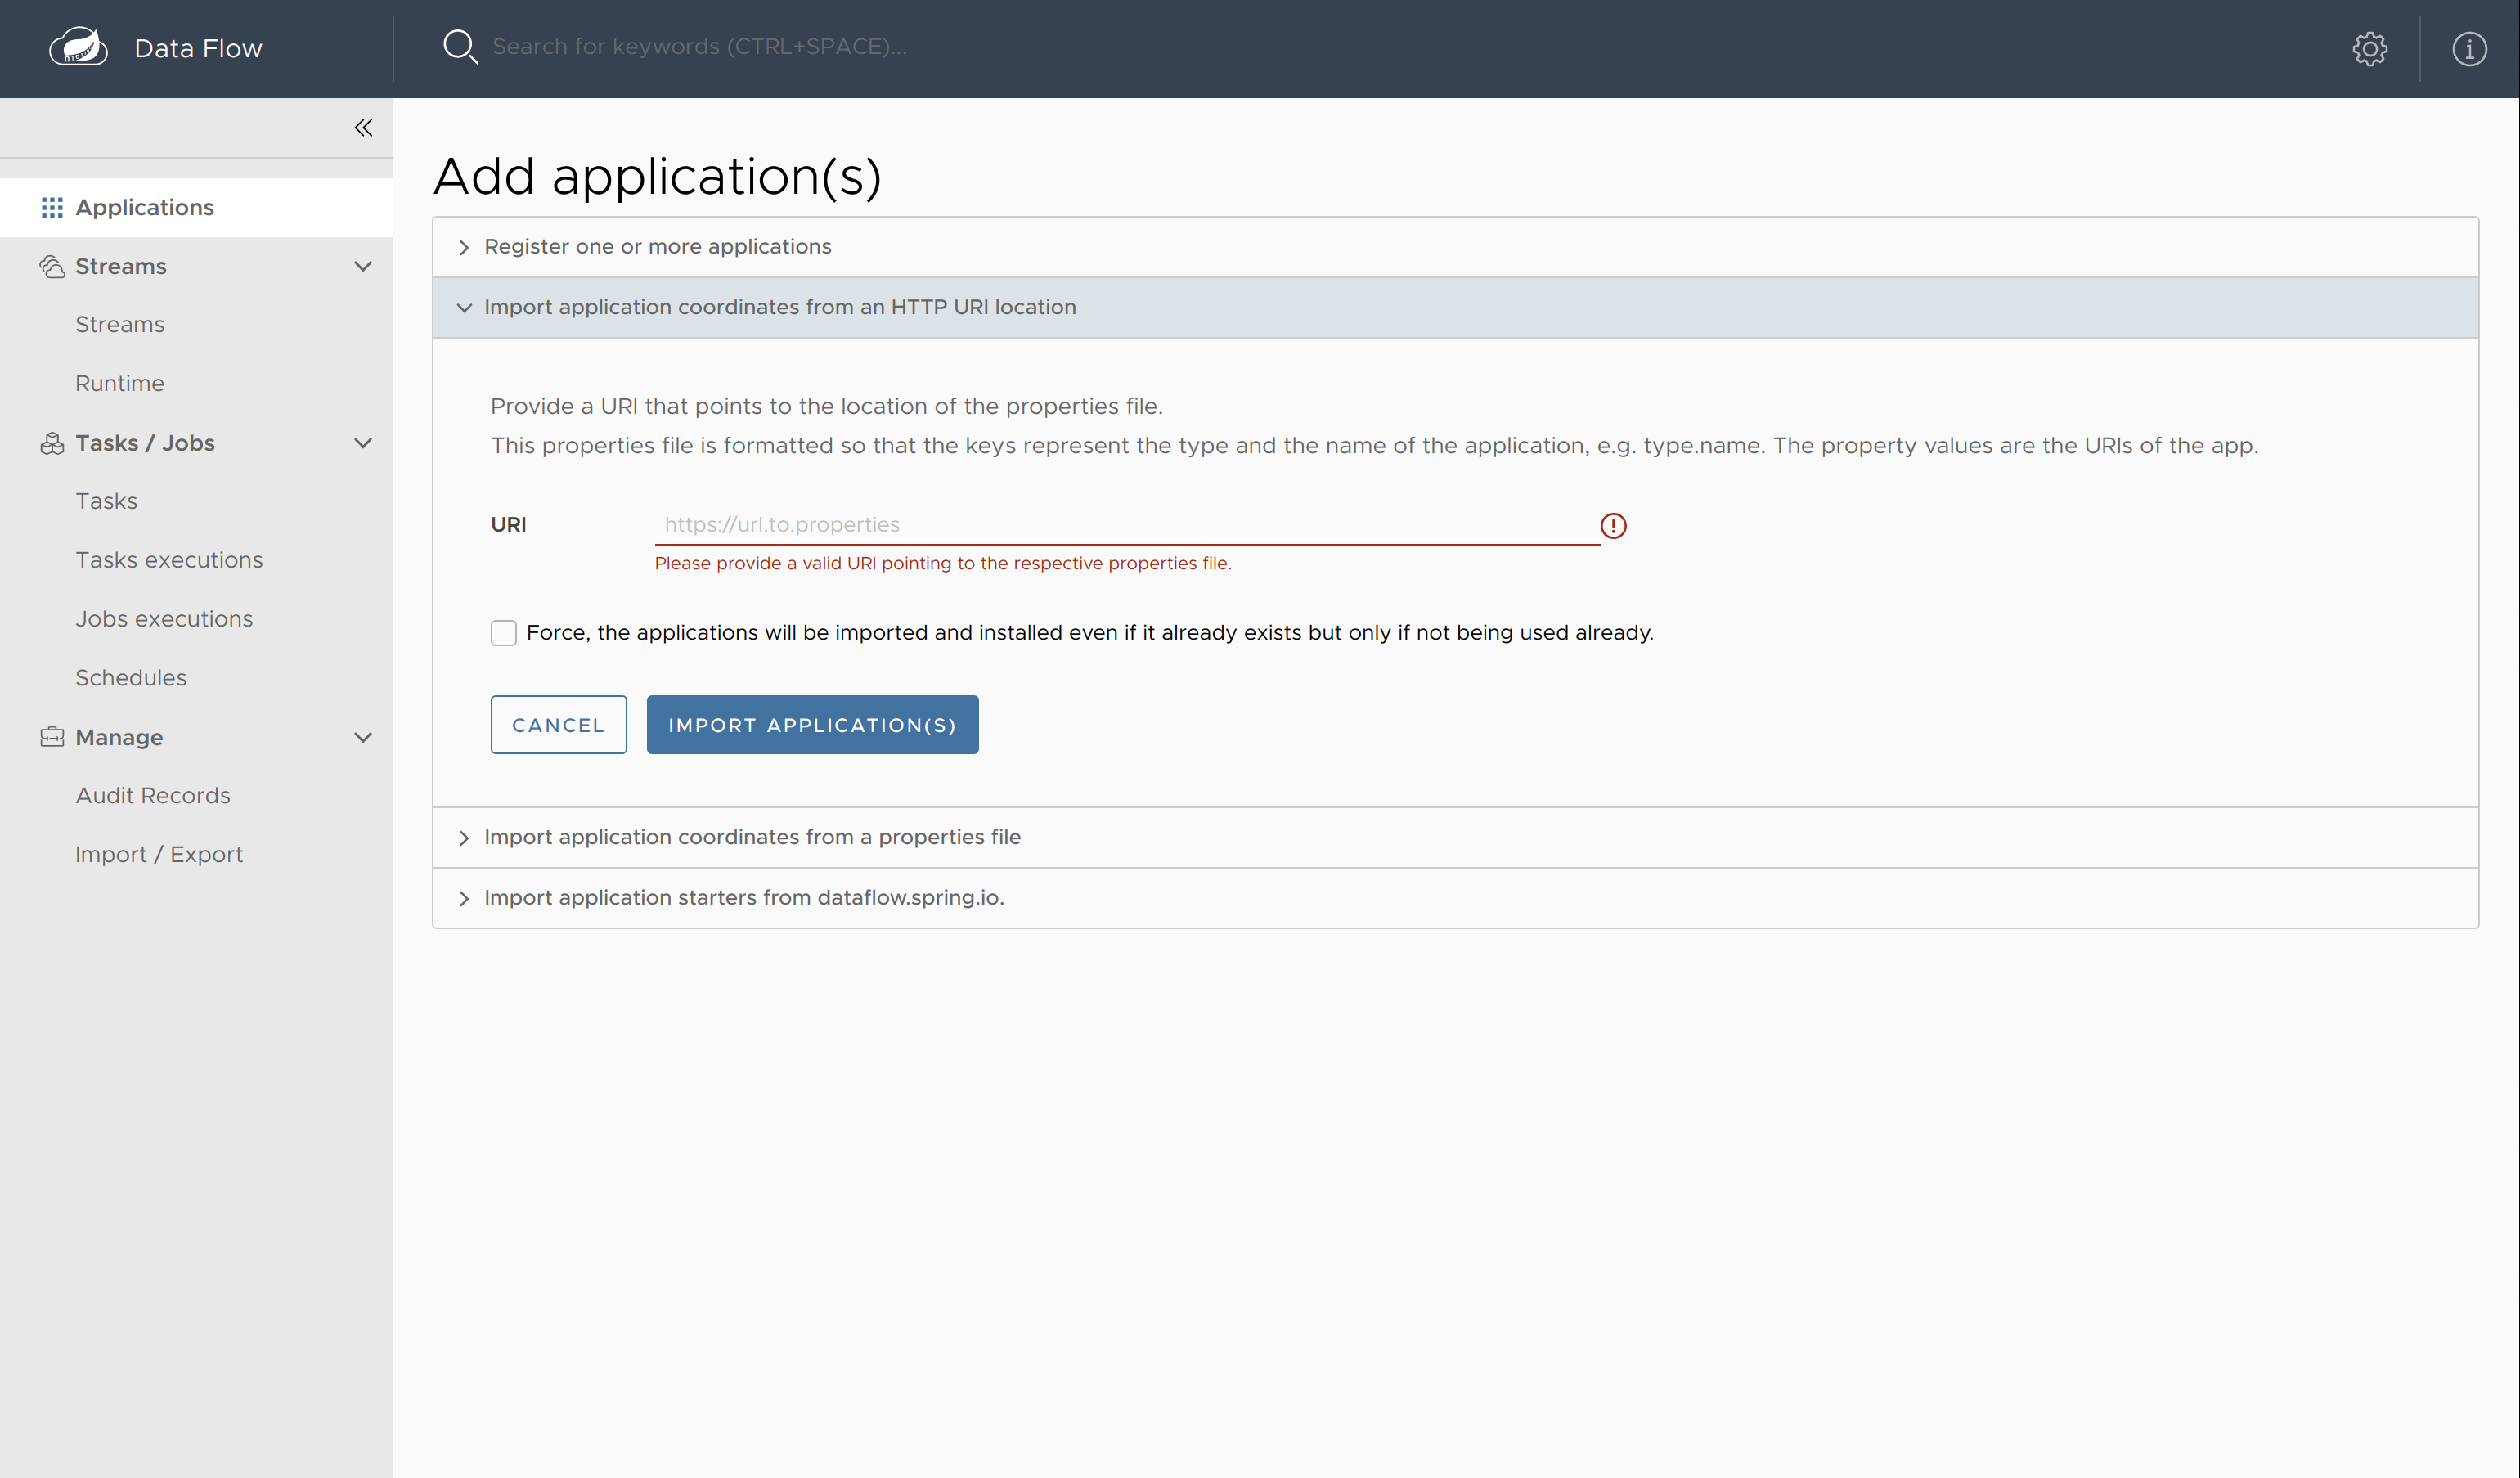 Data Flow
Search for keywords (CTRL+SPACE)...
Applications
Streams
Streams
Runtime
Tasks / Jobs
Tasks
Tasks executions
Jobs executions
Schedules
Manage
Audit Records
Import / Export
Add application(s)
Register one or more applications
Import application coordinates from an HTTP URI location
Provide a URI that points to the location of the properties file.
This properties file is formatted so that the keys represent the type and the name of the application, e.g. type.name. The property values are the URIs of the app.
URI https://url.to.properties
Please provide a valid URI pointing to the respective properties file.
Force, the applications will be imported and installed even if it already exists but only if not being used already.
CANCEL IMPORT APPLICATION(S)
Import application coordinates from a properties file
Import application starters from dataflow.spring.io.